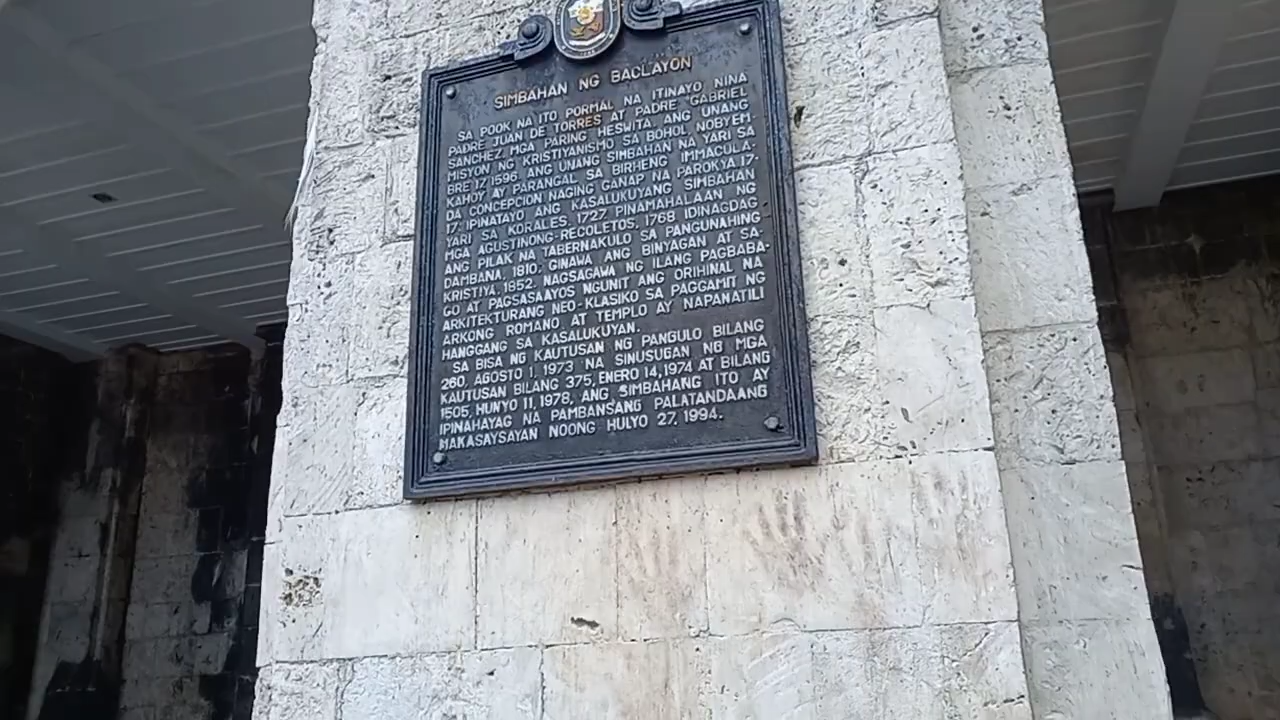 SIMBAHAN NG BACLAYON
SA POOK NA ITO PORMAL NA ITINAYO NINA
PADRE JUAN DE TORRES AT PADRE GABRIEL
SANCHEZ, MGA PARING HESWITA, ANG UNANG
MISYON NG KRISTIYANISMO SA BOHOL, NOBYEM-
BRE 17, 1596. ANG UNANG SIMBAHAN NA YARI SA
KAHOY AY PARANGAL SA BIRHENG IMMACULA-
DA CONCEPCION NAGING GANAP NA PAROKYA, 17-
17; IPINATAYO ANG KASALUKUYANG SIMBAHAN
YARI SA KORALES, 1727. PINAMAHALAAN NG
MGA AGUSTINONG-RECOLETOS, 1768. IDINAGDAG
ANG PILAK NA TABERNAKULO SA PANGUNAHING
DAMBANA, 1810; GINAWA ANG BINYAGAN AT SA-
KRISTIYA, 1852. NAGSAGAWA NG ILANG PAGBABA-
GO AT PAGSASAAYOS NGUNIT ANG ORIHINAL NA
ARKITEKTURANG NEO-KLASIKO SA PAGGAMIT NG
ARKONG ROMANO, AT TEMPLO AY NAPANATILI
HANGGANG SA KASALUKUYAN.
SA BISA NG KAUTUSAN NG PANGULO BILANG
260, AGOSTO 1, 1973 NA SINUSUGAN NG MGA
KAUTUSAN BILANG 375, ENERO 14, 1974 AT BILANG
1505, HUNYO 11, 1978, ANG SIMBAHANG ITO AY
IPINAHAYAG NA PAMBANSANG PALATANDAANG
MAKASAYSAYAN NOONG HULYO 27, 1994.